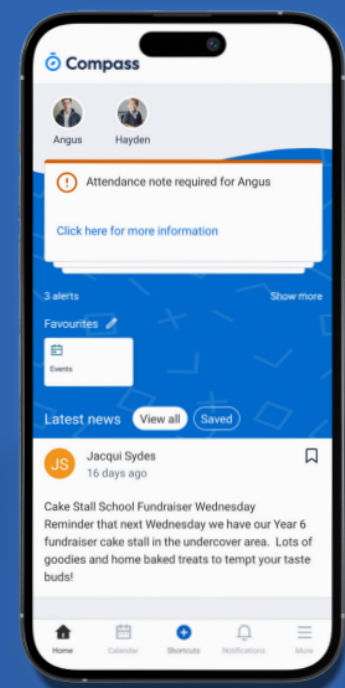 Compass
Angus Hayden
Attendance note required for Angus
Click here for more information
3 alerts Show more
Favourites
Events
Latest news View all Saved
JS Jacqui Sydes
16 days ago
Cake Stall School Fundraiser Wednesday
Reminder that next Wednesday we have our Year 6
fundraiser cake stall in the undercover area. Lots of
goodies and home baked treats to tempt your taste
buds!
Home Calendar Shortcuts Notifications More